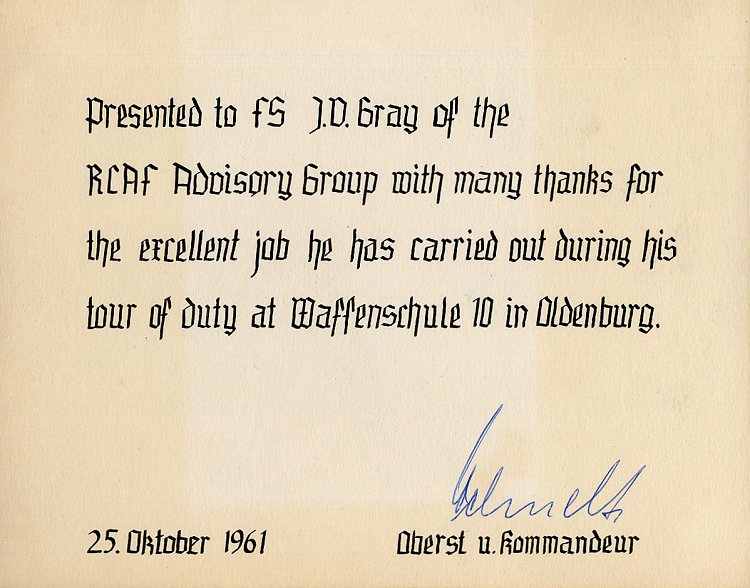 Presented to FS J.D. Gray of the
RCAF Advisory Group with many thanks for
the excellent job he has carried out during his
tour of duty at Waffenschule 10 in Oldenburg.
25. Oktober 1961 Oberst u. Kommandeur